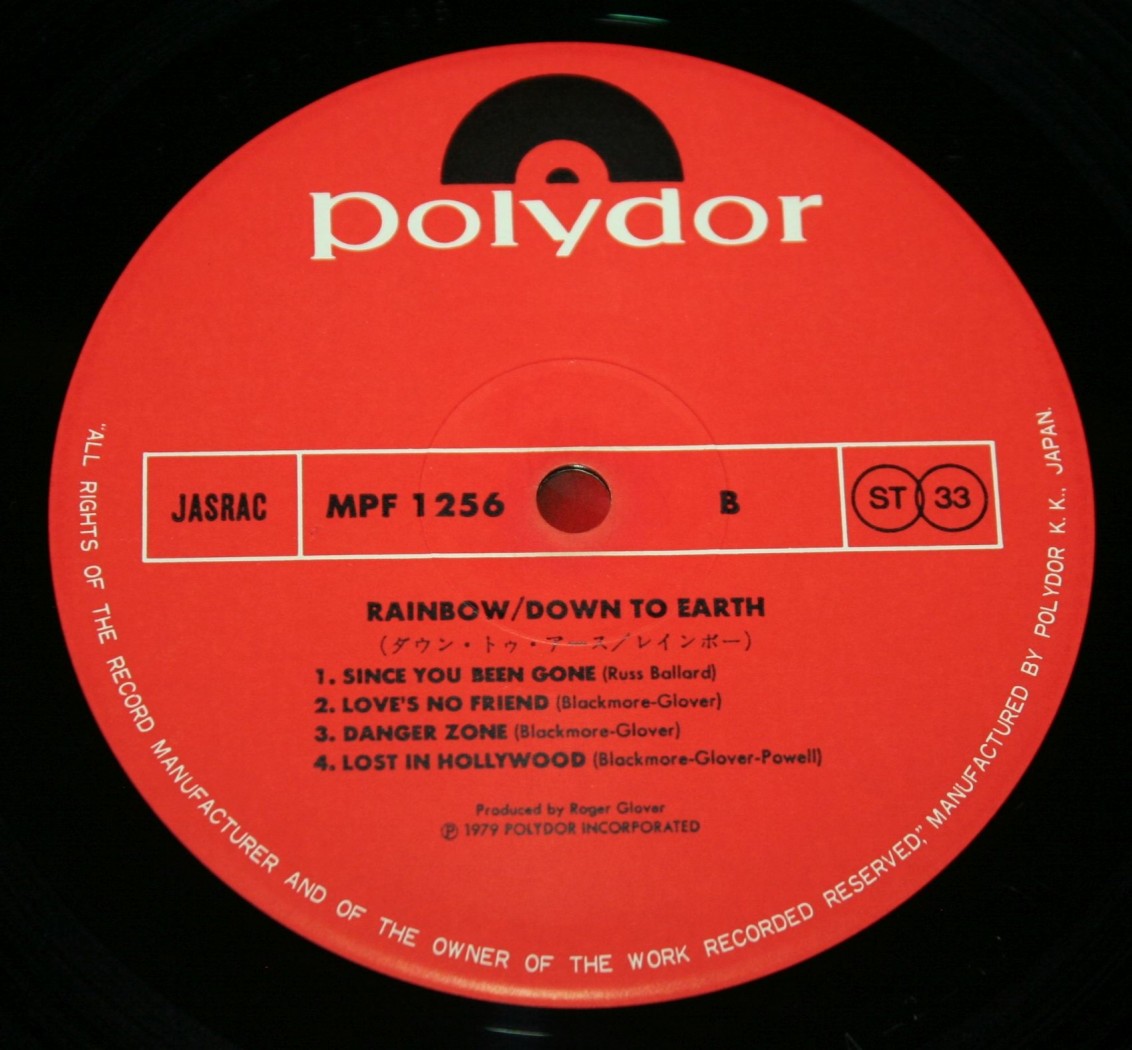 polydor
JASRAC
MPF 1256
B
ST 33
RAINBOW/DOWN TO EARTH
(ダウン・トゥ・アース/レインボー)
1. SINCE YOU BEEN GONE (Russ Ballard)
2. LOVE'S NO FRIEND (Blackmore-Glover)
3. DANGER ZONE (Blackmore-Glover)
4. LOST IN HOLLYWOOD (Blackmore-Glover-Powell)
Produced by Roger Glover
Ⓟ 1979 POLYDOR INCORPORATED
"ALL RIGHTS OF THE RECORD MANUFACTURER AND OF THE OWNER OF THE WORK RECORDED RESERVED," MANUFACTURED BY POLYDOR K. K., JAPAN.